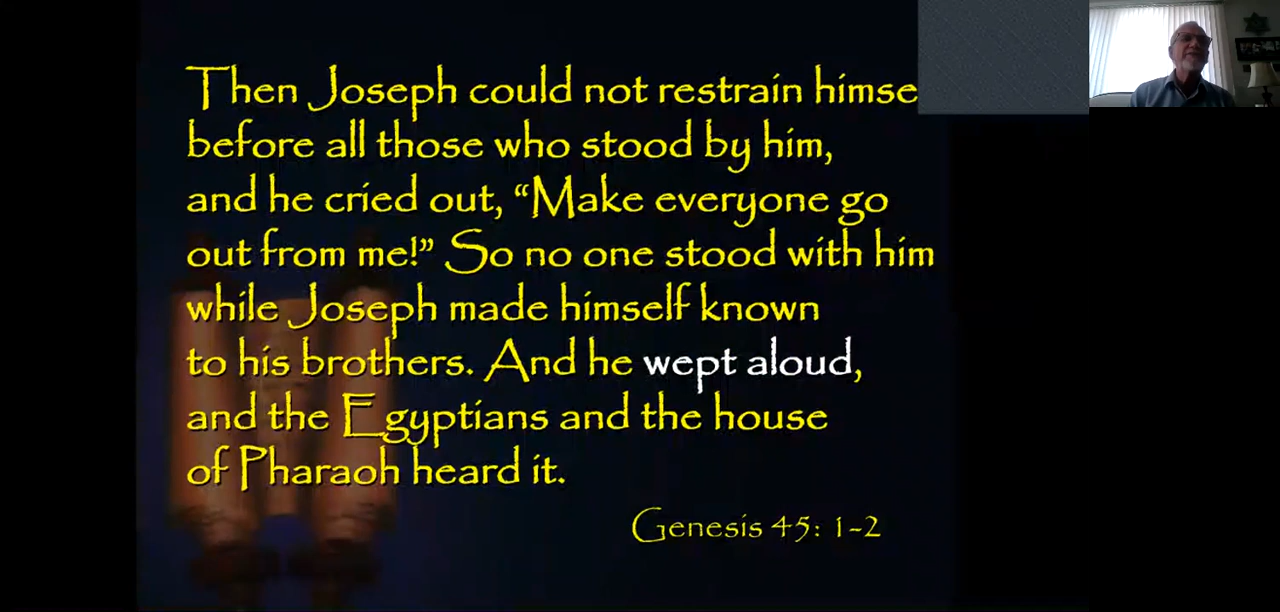 Then Joseph could not restrain himse
before all those who stood by him,
and he cried out, “Make everyone go
out from me!” So no one stood with him
while Joseph made himself known
to his brothers. And he wept aloud,
and the Egyptians and the house
of Pharaoh heard it.
Genesis 45: 1-2